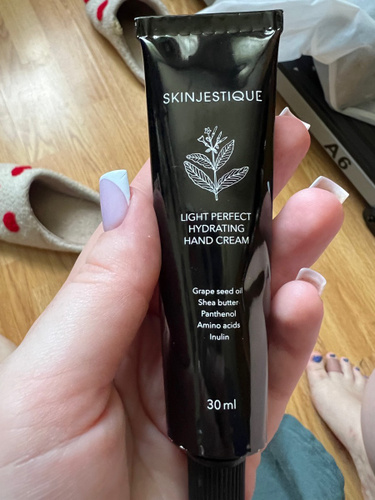 SKINJESTIQUE
LIGHT PERFECT
HYDRATING
HAND CREAM
Grape seed oil
Shea butter
Panthenol
Amino acids
Inulin
30 ml
A6